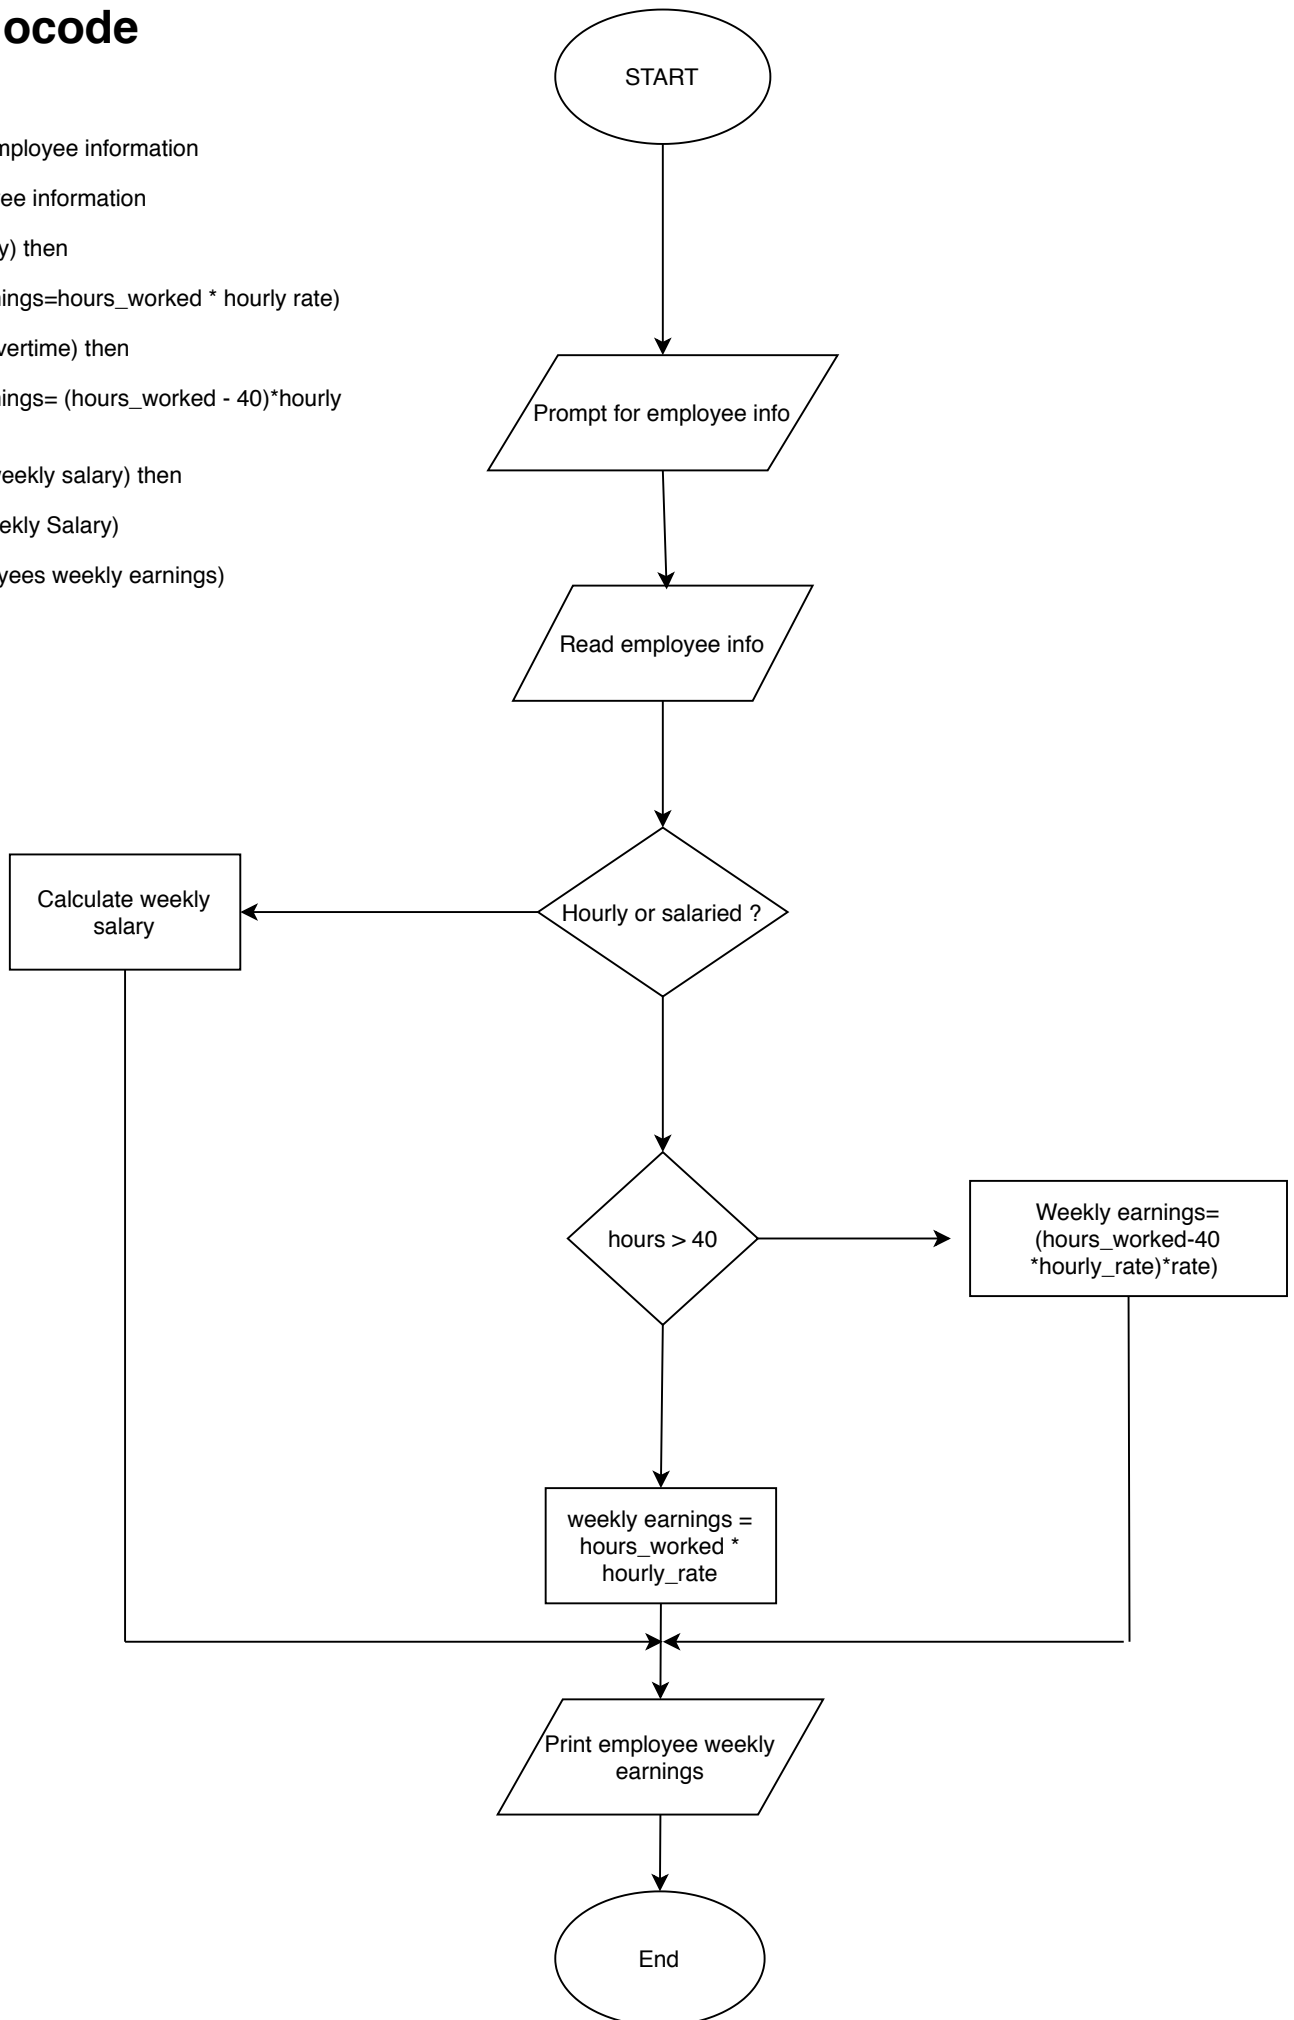 ocode
mployee information
ee information
y) then
ings=hours_worked * hourly rate)
vertime) then
ings= (hours_worked - 40)*hourly
eekly salary) then
ekly Salary)
yees weekly earnings)
START
Prompt for employee info
Read employee info
Hourly or salaried ?
Calculate weekly
salary
hours > 40
Weekly earnings=
(hours_worked-40
*hourly_rate)*rate)
weekly earnings =
hours_worked *
hourly_rate
Print employee weekly
earnings
End